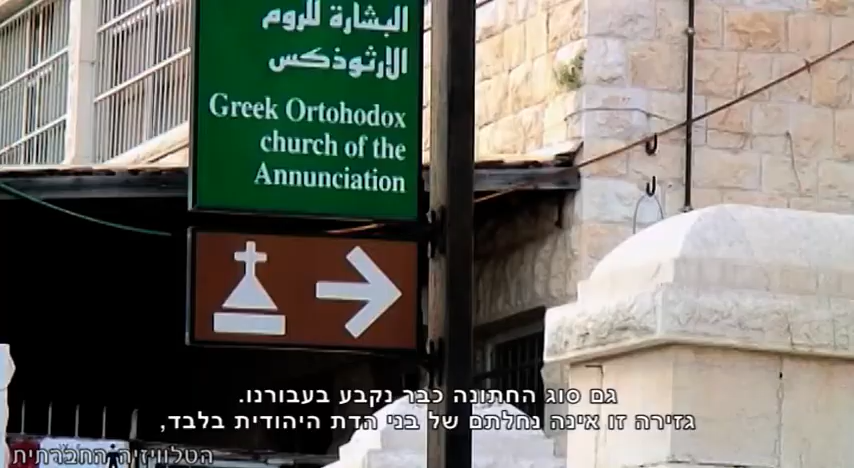 البشارة للروم
الارثوذكس
Greek Ortohodox
church of the
Annunciation
גם סוג החתונה כבר נקבע בעבורנו.
גזירה זו אינה נחלתם של בני הדת היהודית בלבד,
הטלוויזיה החברתית